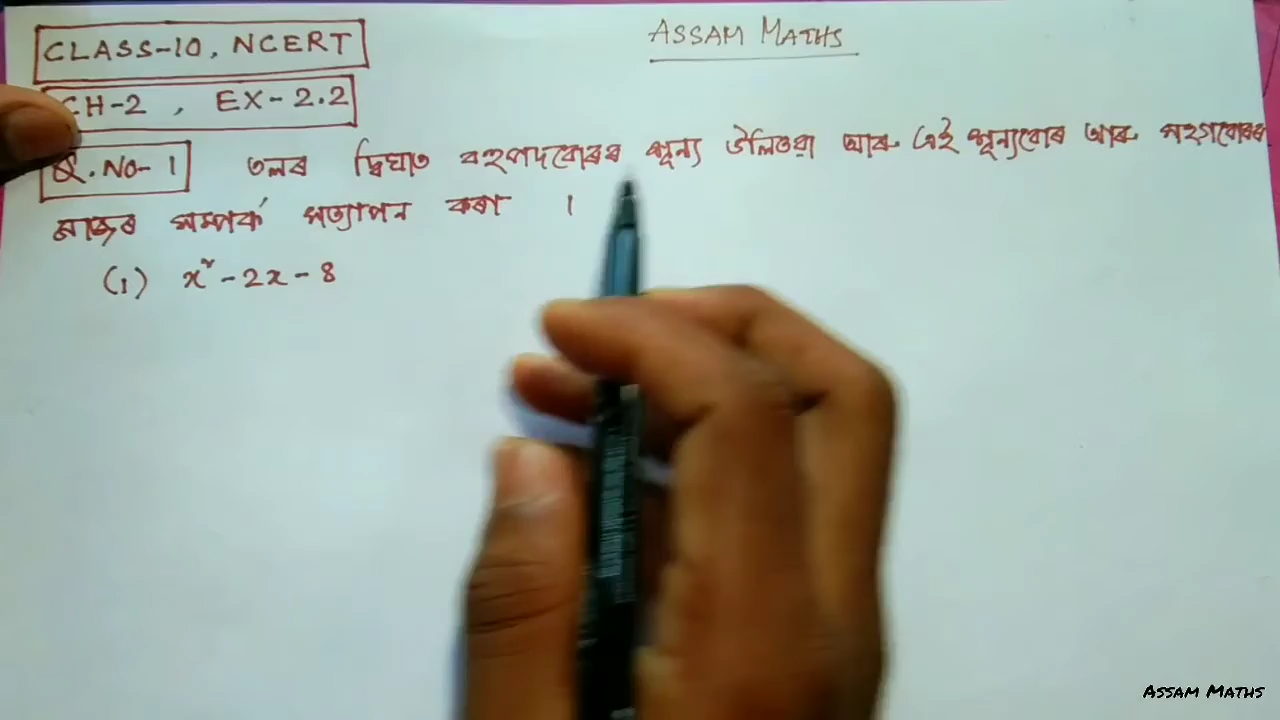 CLASS-10, NCERT
ASSAM MATHS
CH-2 , EX-2.2
Q.No-1 তলৰ দ্বিঘাত বহুপদবোৰৰ শূন্য উলিওৱা আৰু এই শূন্যবোৰ আৰু সহগবোৰৰ
মাজৰ সম্পৰ্ক সত্যাপন কৰা ।
(i) x² - 2x - 8
ASSAM MATHS